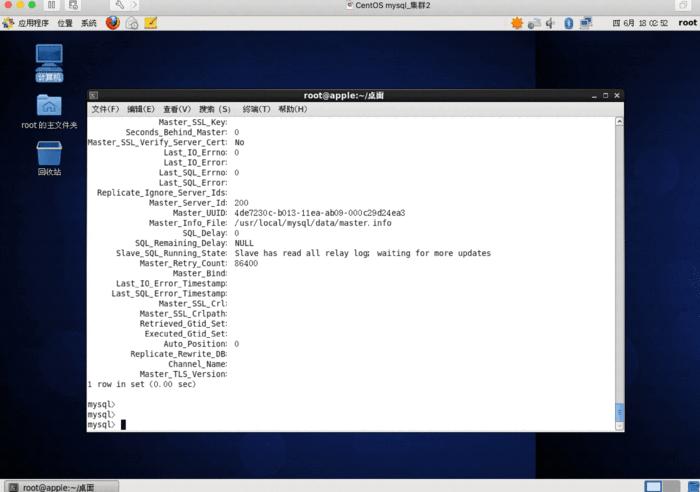 CentOS mysql_集群2
应用程序 位置 系统 四 6月 18 02:52 root
计算机
root 的主文件夹
回收站
root@apple:~/桌面
文件(F) 编辑(E) 查看(V) 搜索 (S) 终端(T) 帮助(H)
Master_SSL_Key:
Seconds_Behind_Master: 0
Master_SSL_Verify_Server_Cert: No
Last_IO_Errno: 0
Last_IO_Error:
Last_SQL_Errno: 0
Last_SQL_Error:
Replicate_Ignore_Server_Ids:
Master_Server_Id: 200
Master_UUID: 4de7230c-b013-11ea-ab09-000c29d24ea3
Master_Info_File: /usr/local/mysql/data/master.info
SQL_Delay: 0
SQL_Remaining_Delay: NULL
Slave_SQL_Running_State: Slave has read all relay log; waiting for more updates
Master_Retry_Count: 86400
Master_Bind:
Last_IO_Error_Timestamp:
Last_SQL_Error_Timestamp:
Master_SSL_Crl:
Master_SSL_Crlpath:
Retrieved_Gtid_Set:
Executed_Gtid_Set:
Auto_Position: 0
Replicate_Rewrite_DB:
Channel_Name:
Master_TLS_Version:
1 row in set (0.00 sec)
mysql>
mysql>
mysql>
root@apple:~/桌面